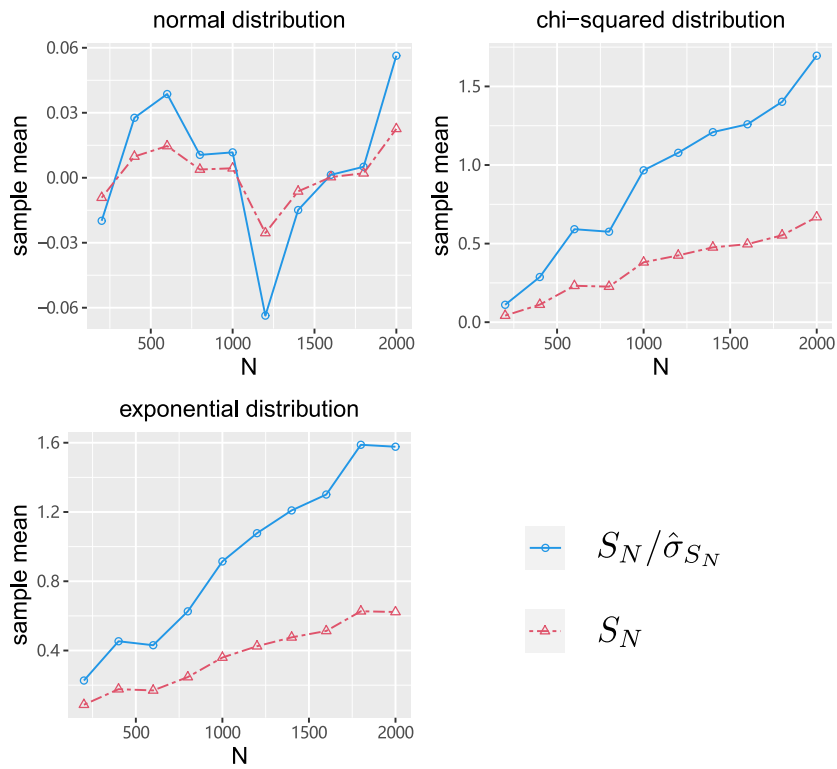 normal distribution
0.06
0.03
0.00
−0.03
−0.06
sample mean
500
1000
1500
2000
N
chi−squared distribution
1.5
1.0
0.5
0.0
sample mean
500
1000
1500
2000
N
exponential distribution
1.6
1.2
0.8
0.4
sample mean
500
1000
1500
2000
N
$S_N/\hat{\sigma}_{S_N}$
$S_N$